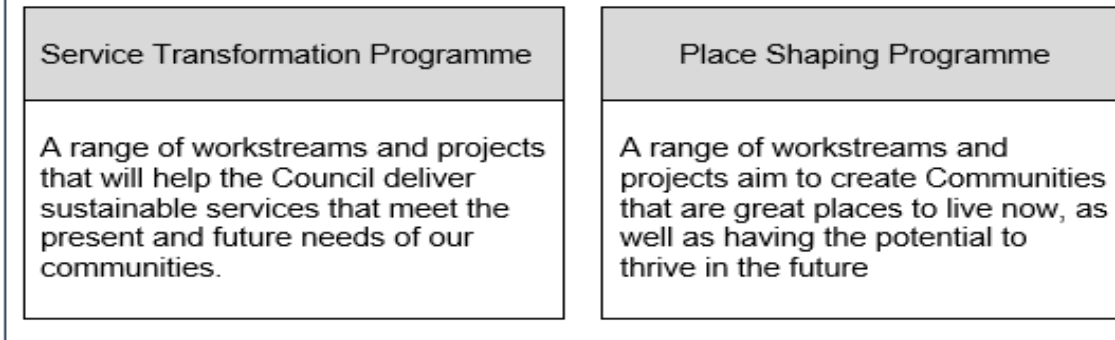 Service Transformation Programme
A range of workstreams and projects
that will help the Council deliver
sustainable services that meet the
present and future needs of our
communities.
Place Shaping Programme
A range of workstreams and
projects aim to create Communities
that are great places to live now, as
well as having the potential to
thrive in the future